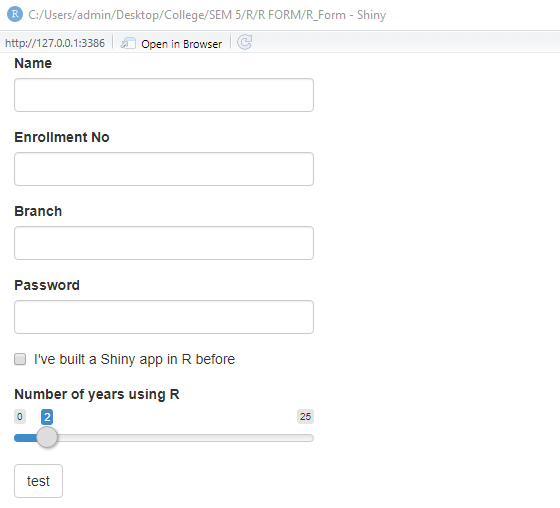 R C:/Users/admin/Desktop/College/SEM 5/R/R FORM/R_Form - Shiny
http://127.0.0.1:3386 Open in Browser
Name
Enrollment No
Branch
Password
I've built a Shiny app in R before
Number of years using R
0 2 25
test